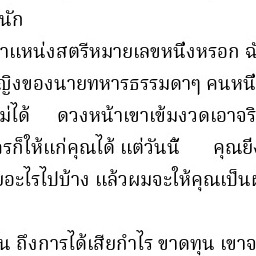 นัก
าแหน่งสตรีหมายเลขหนึ่งหรอก ฉั
ญิงของนายทหารธรรมดาๆ คนหนึ
ม่ได้ ดวงหน้าเขาเข้มงวดเอาจริ
รก็ให้แก่คุณได้ แต่วันนี้ คุณยัง
ยอะไรไปบ้าง แล้วผมจะให้คุณเป็น
น ถึงการได้เสียกำไร ขาดทุน เขาจ